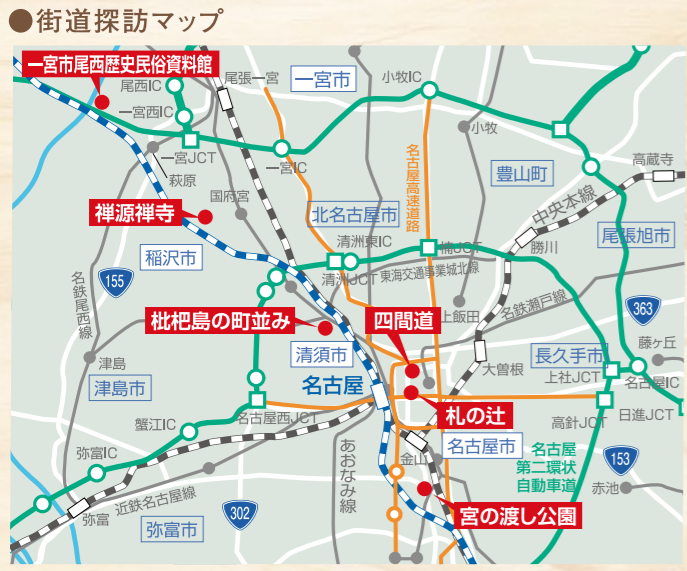 ●街道探訪マップ
一宮市尾西歴史民俗資料館
尾張一宮
一宮市
小牧IC
尾西IC
一宮西IC
小牧
一宮JCT
一宮IC
名古屋高速道路
豊山町
高蔵寺
萩原
国府宮
中央本線
禅源禅寺
北名古屋市
尾張旭市
清洲東IC
楠JCT
勝川
稲沢市
清洲JCT
東海交通事業城北線
155
名鉄尾西線
名鉄瀬戸線
363
枇杷島の町並み
四間道
上飯田
清須市
藤ヶ丘
津島
大曽根
長久手市
上社JCT
名古屋IC
津島市
名古屋
札の辻
名古屋西JCT
高針JCT
日進JCT
蟹江IC
あおなみ線
金山
名古屋市
名古屋
第二環状
自動車道
153
弥富IC
赤池
近鉄名古屋線
弥富
302
宮の渡し公園
弥富市